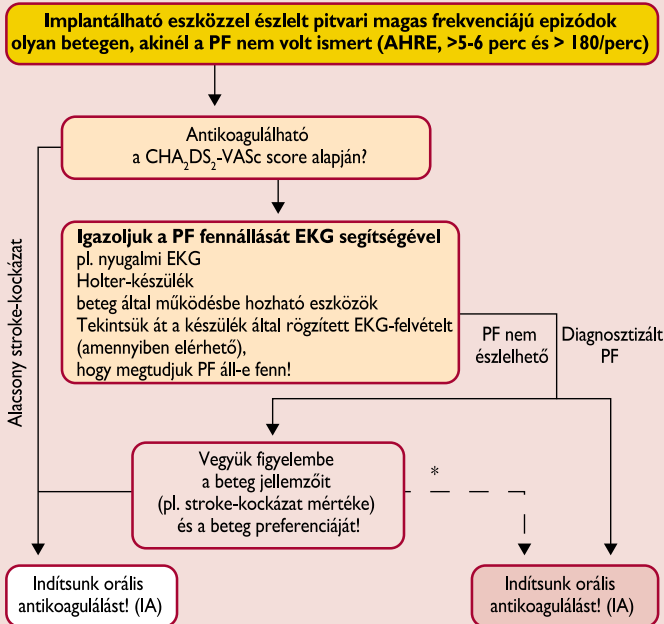 Implantálható eszközzel észlelt pitvari magas frekvenciájú epizódok
olyan betegen, akinél a PF nem volt ismert (AHRE, >5-6 perc és > 180/perc)
Antikoagulálható
a CHA₂DS₂-VASc score alapján?
Alacsony stroke-kockázat
Igazoljuk a PF fennállását EKG segítségével
pl. nyugalmi EKG
Holter-készülék
beteg által működésbe hozható eszközök
Tekintsük át a készülék által rögzített EKG-felvételt
(amennyiben elérhető),
hogy megtudjuk PF áll-e fenn!
PF nem
észlelhető
Diagnosztizált
PF
Vegyük figyelembe
a beteg jellemzőit
(pl. stroke-kockázat mértéke)
és a beteg preferenciáját!
*
Indítsunk orális
antikoagulálást! (IA)
Indítsunk orális
antikoagulálást! (IA)